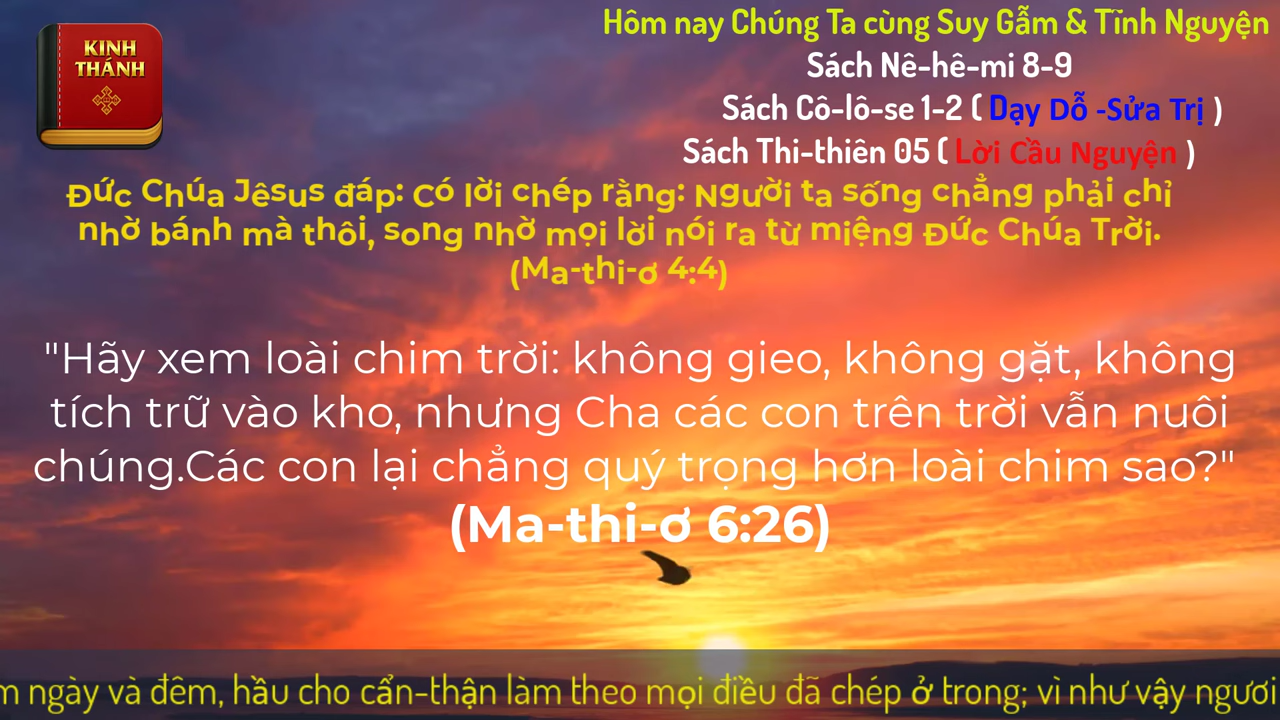 KINH
THÁNH
Hôm nay Chúng Ta cùng Suy Gẫm & Tĩnh Nguyện
Sách Nê-hê-mi 8-9
Sách Cô-lô-se 1-2 ( Dạy Dỗ -Sửa Trị )
Sách Thi-thiên 05 ( Lời Cầu Nguyện )
Đức Chúa Jêsus đáp: Có lời chép rằng: Người ta sống chẳng phải chỉ
nhờ bánh mà thôi, song nhờ mọi lời nói ra từ miệng Đức Chúa Trời.
(Ma-thi-ơ 4:4)
"Hãy xem loài chim trời: không gieo, không gặt, không
tích trữ vào kho, nhưng Cha các con trên trời vẫn nuôi
chúng.Các con lại chẳng quý trọng hơn loài chim sao?"
(Ma-thi-ơ 6:26)
m ngày và đêm, hầu cho cẩn-thận làm theo mọi điều đã chép ở trong; vì như vậy ngươi